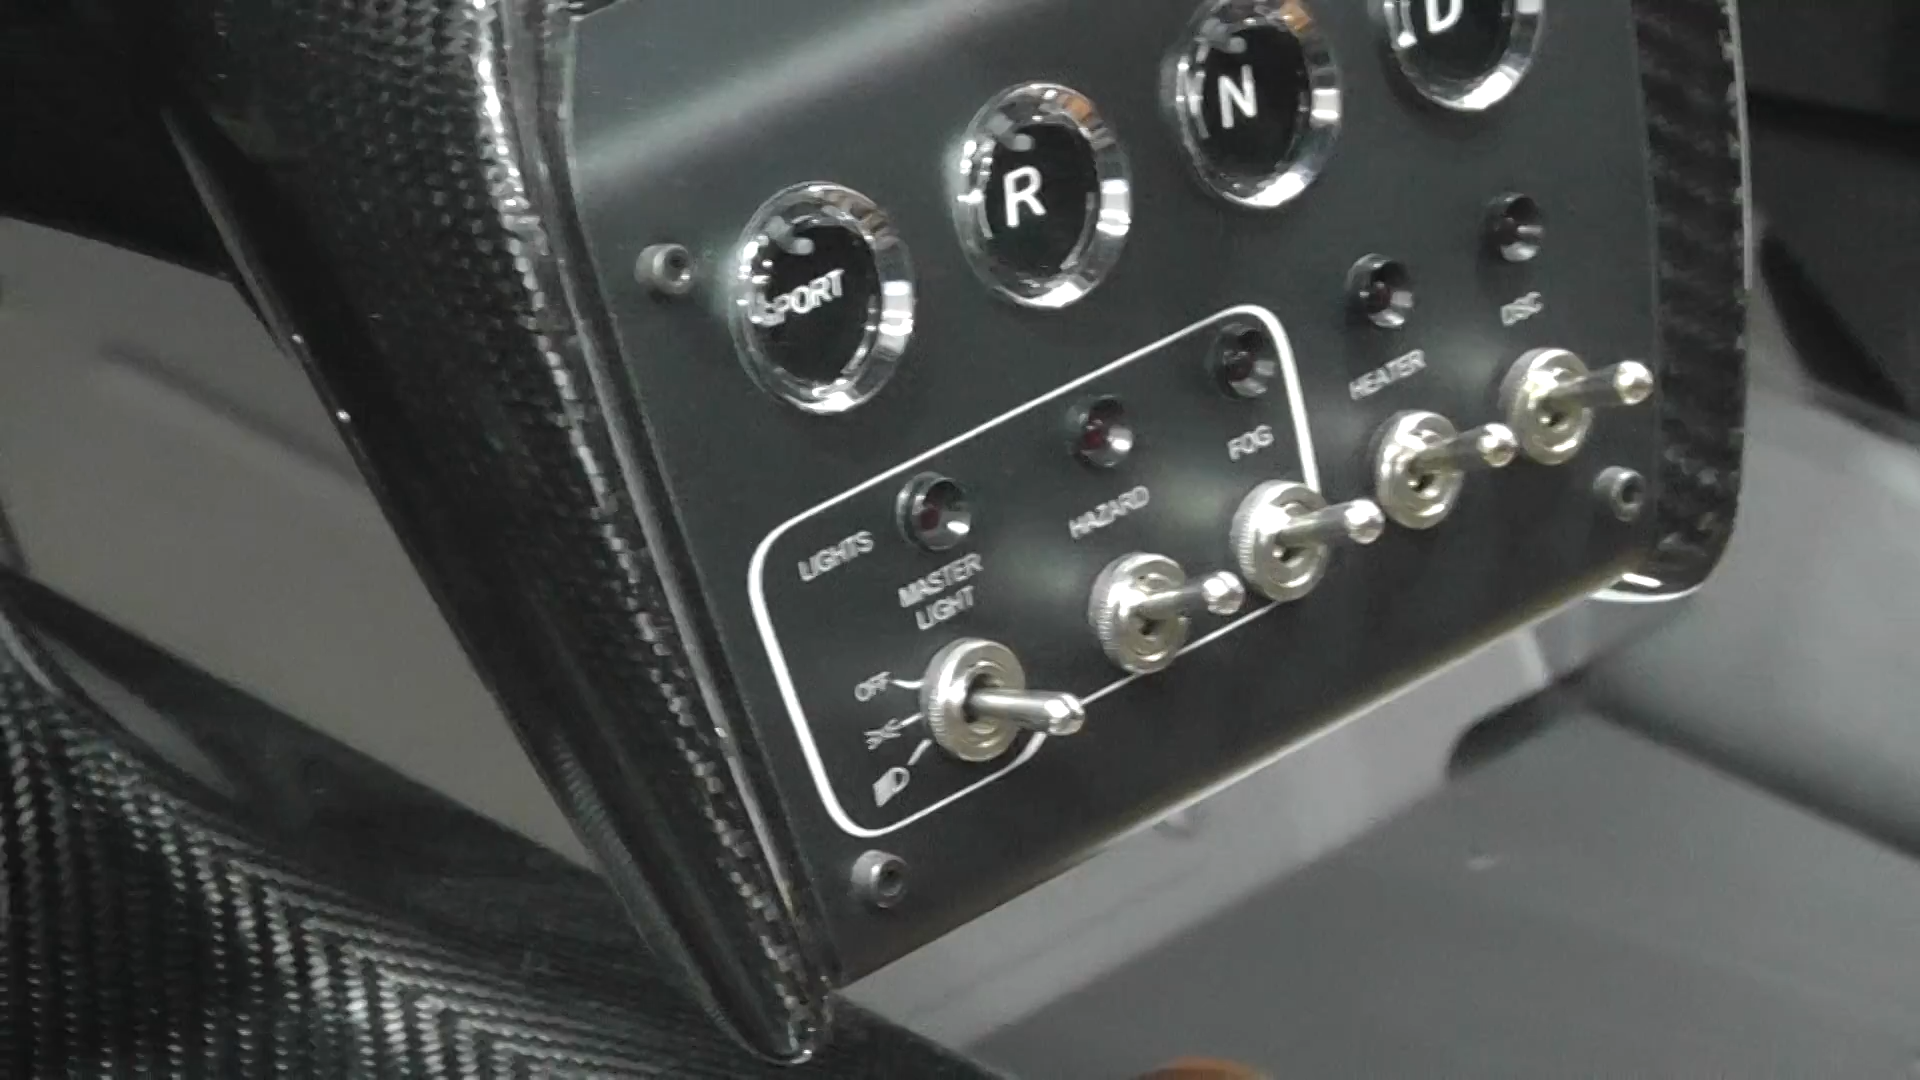 SPORT
R
N
D
LIGHTS
MASTER
LIGHT
HAZARD
FOG
HEATER
DSC
OFF